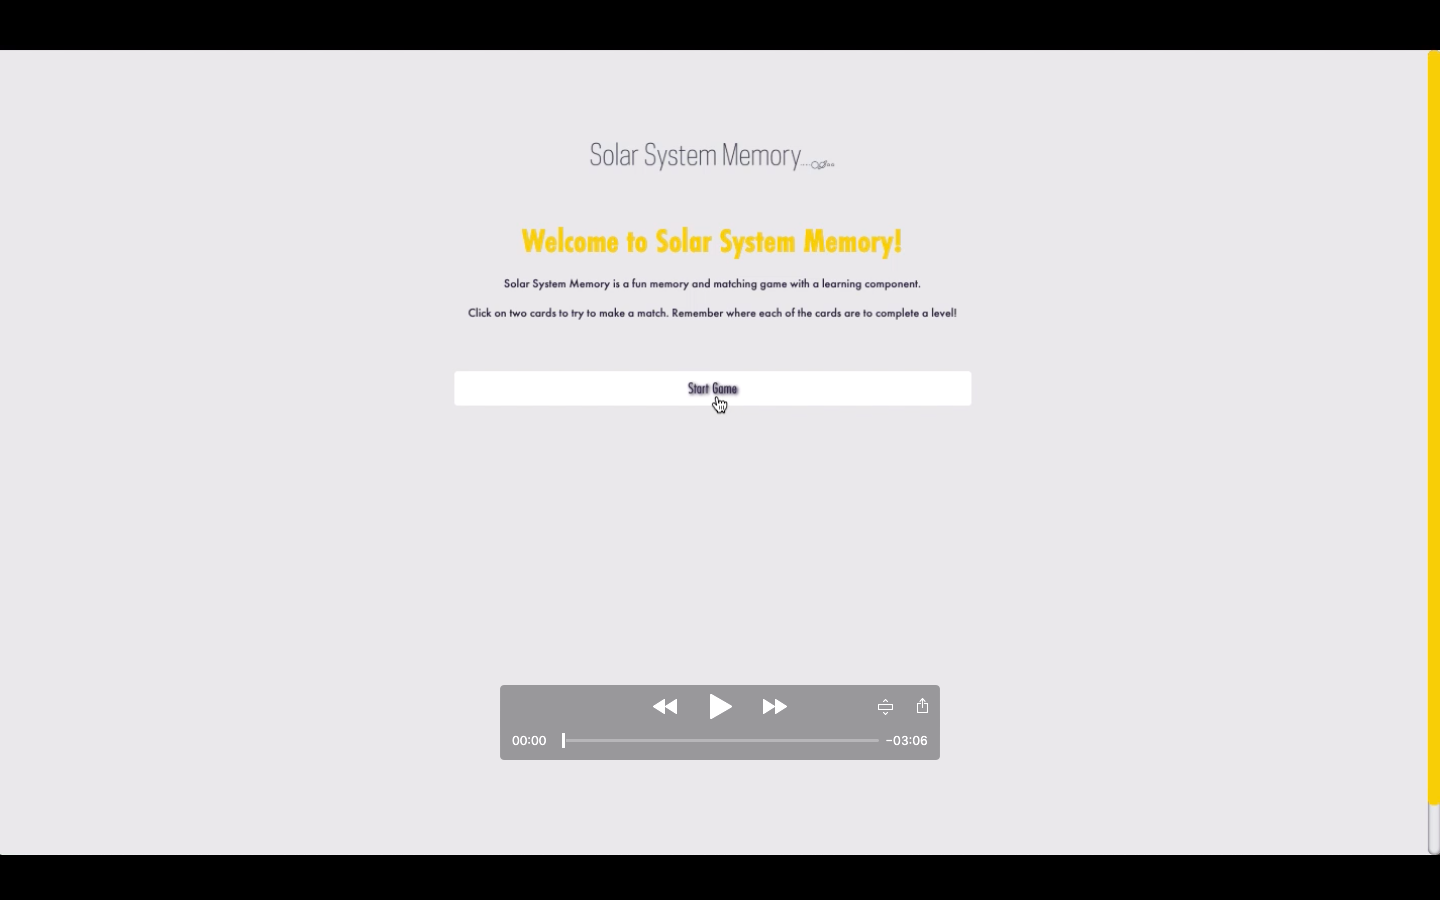 Solar System Memory
Welcome to Solar System Memory!
Solar System Memory is a fun memory and matching game with a learning component.
Click on two cards to try to make a match. Remember where each of the cards are to complete a level!
Start Game
00:00
-03:06